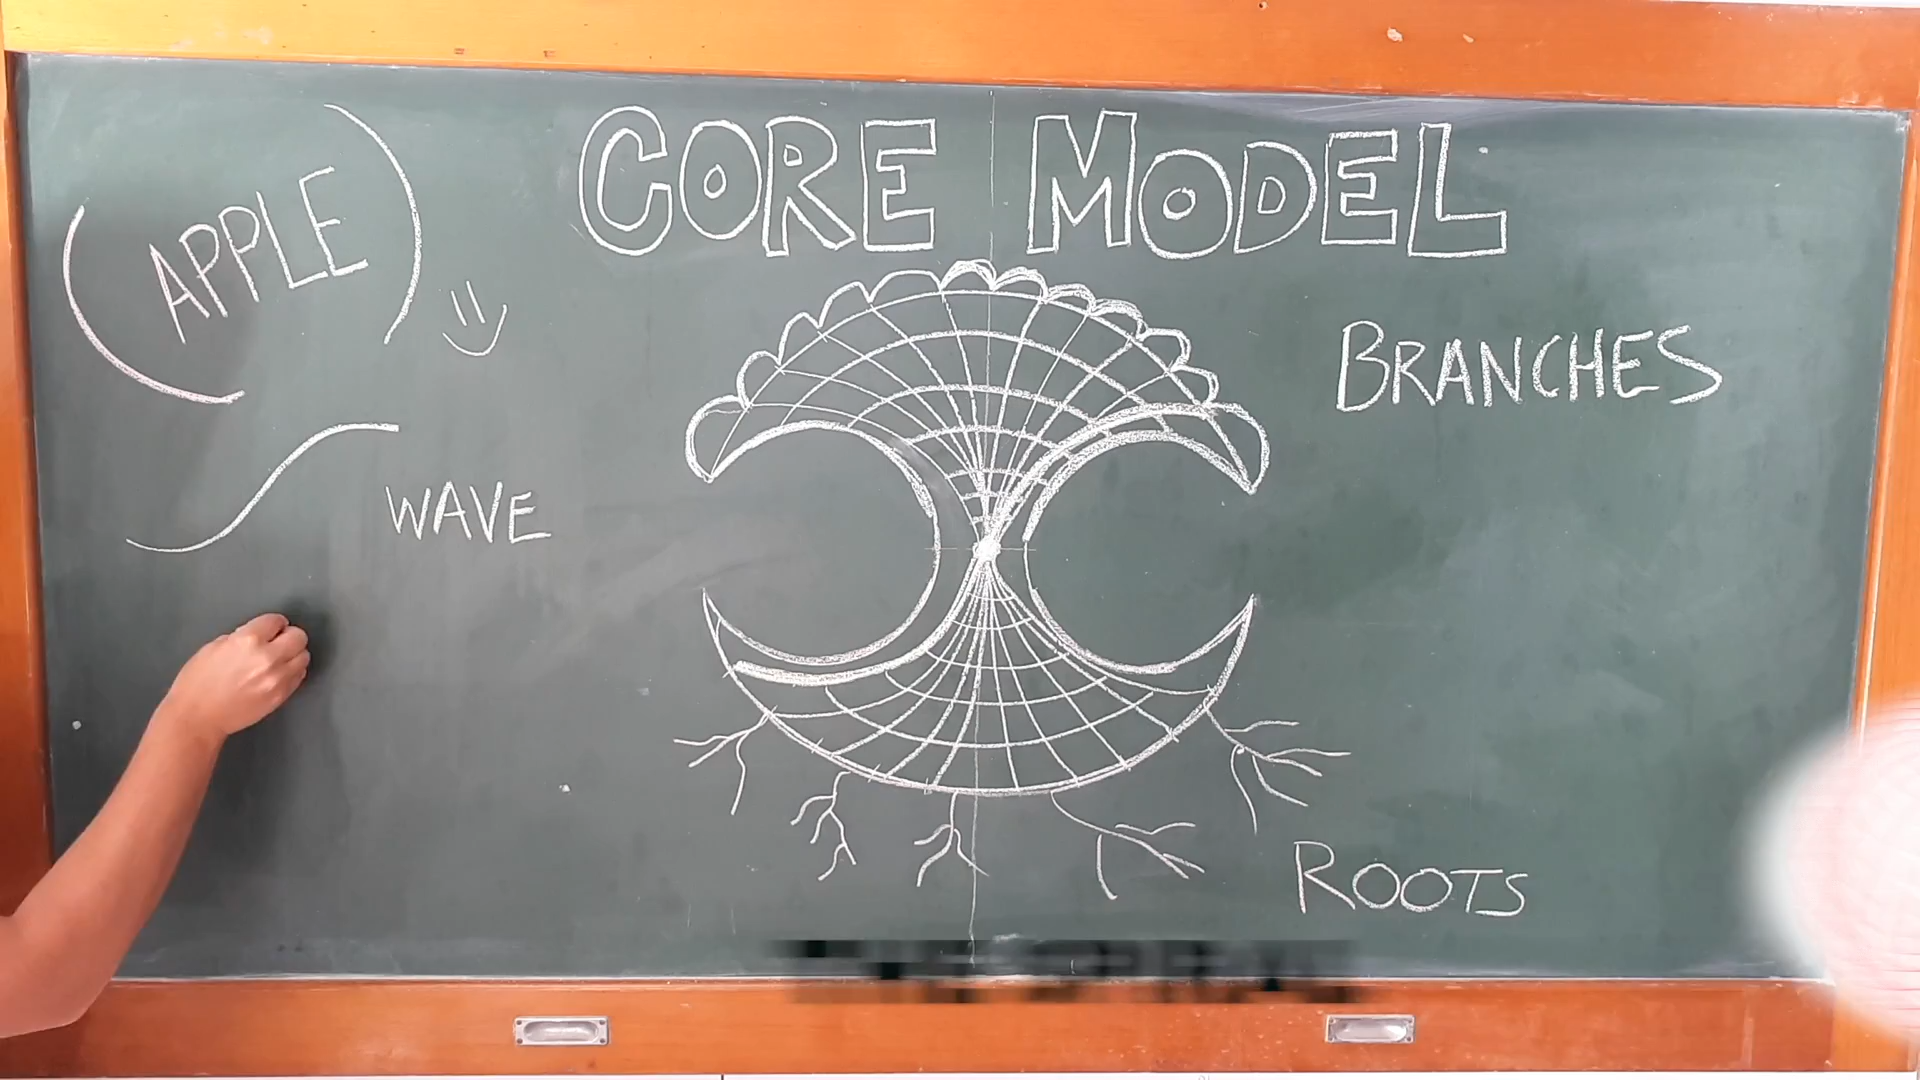 CORE MODEL
(APPLE)
BRANCHES
WAVE
ROOTS